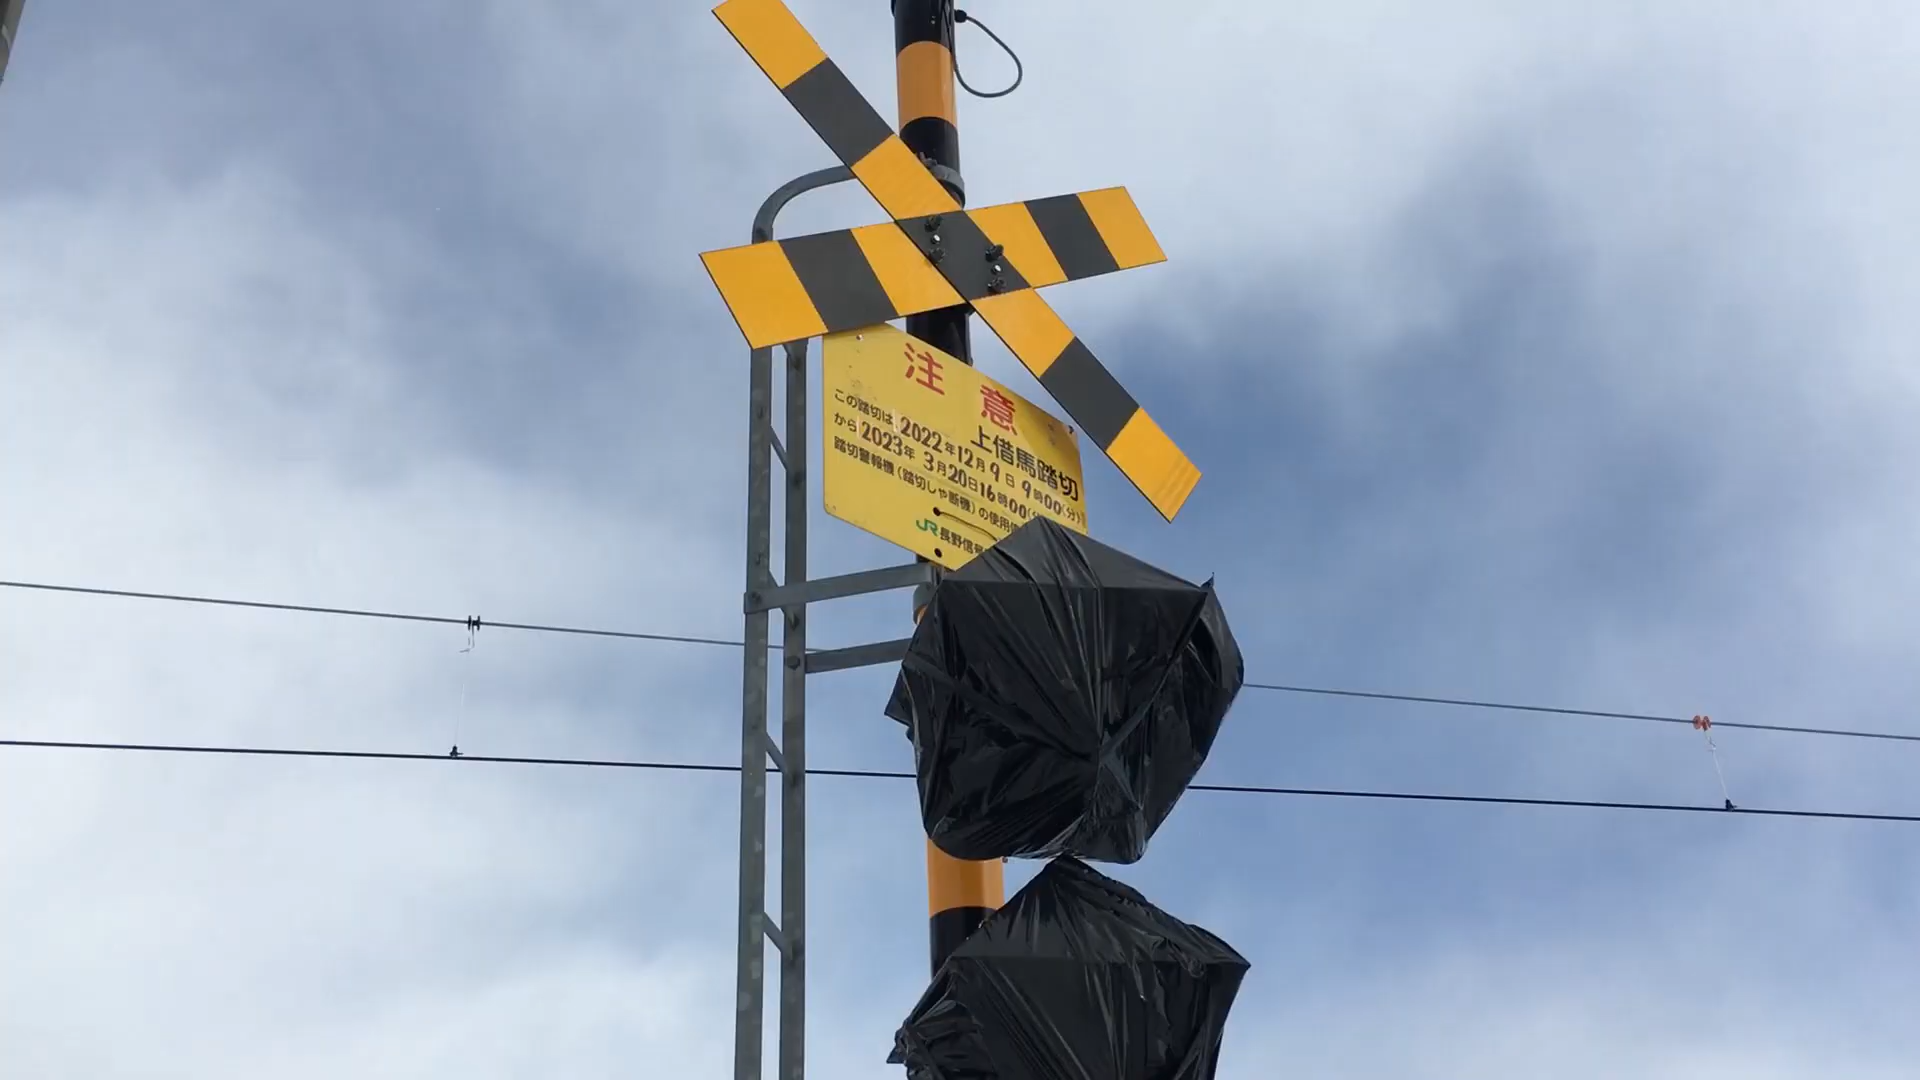 注意
上借馬踏切
この踏切は 2022年12月9日9時00(分)
から2023年3月20日16時00(分)
踏切警報機(踏切しゃ断機)の使用
JR長野信号